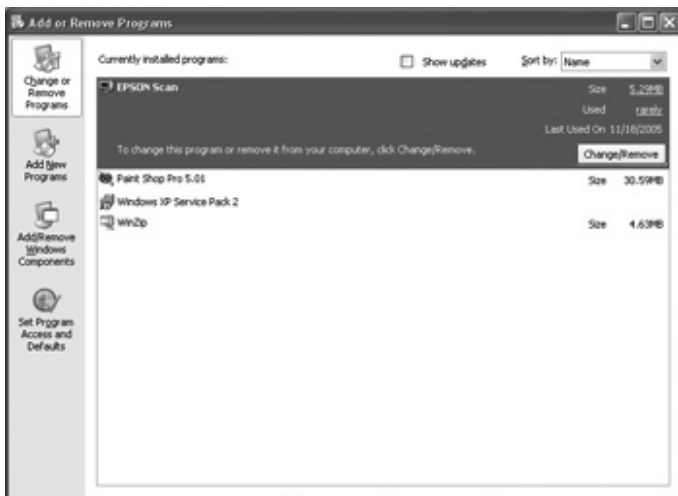 Add or Remove Programs
Change or
Remove
Programs
Add New
Programs
Add/Remove
Windows
Components
Set Program
Access and
Defaults
Currently installed programs:
Show updates
Sort by: Name
EPSON Scan
Size 5.29MB
Used rarely
Last Used On 11/18/2005
To change this program or remove it from your computer, click Change/Remove.
Change/Remove
Paint Shop Pro 5.01 Size 30.59MB
Windows XP Service Pack 2
WinZip Size 4.63MB